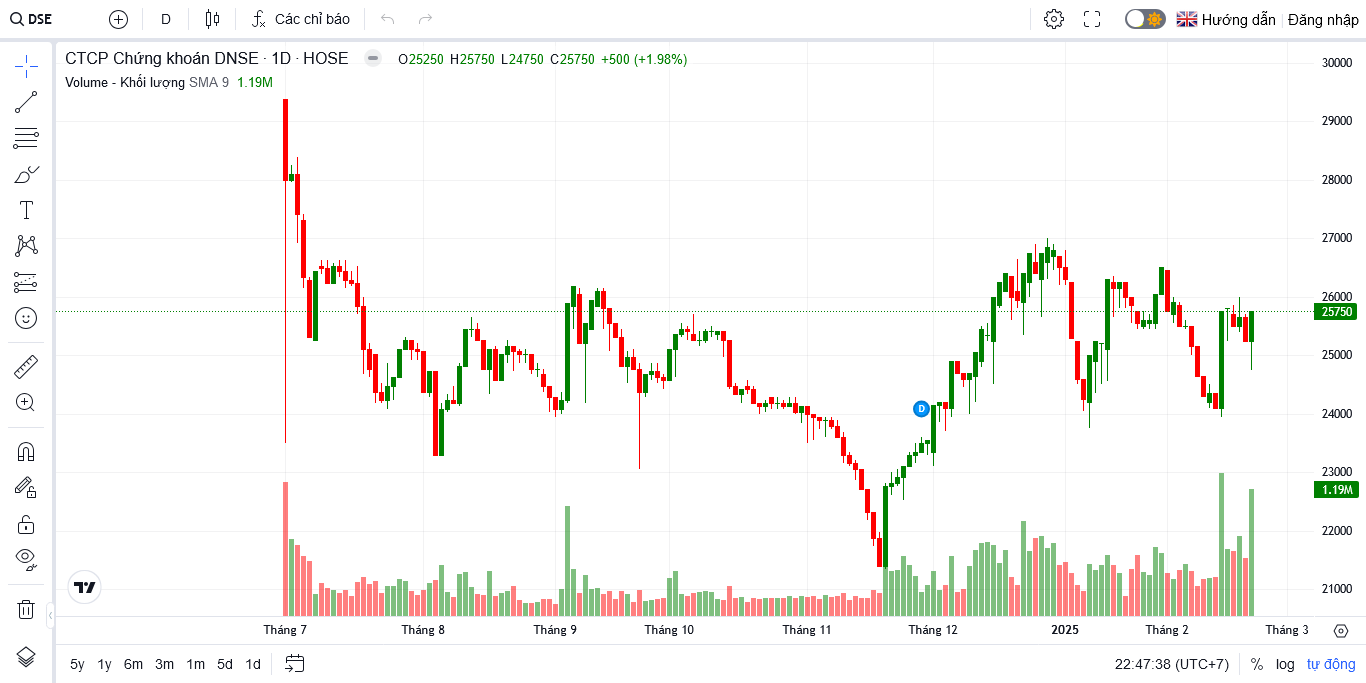 DSE D Các chỉ báo Hướng dẫn Đăng nhập
CTCP Chứng khoán DNSE · 1D · HOSE O25250 H25750 L24750 C25750 +500 (+1.98%)
Volume - Khối lượng SMA 9 1.19M
30000
29000
28000
27000
26000
25750
25000
D
24000
23000
1.19M
22000
21000
Tháng 7 Tháng 8 Tháng 9 Tháng 10 Tháng 11 Tháng 12 2025 Tháng 2 Tháng 3
5y 1y 6m 3m 1m 5d 1d 22:47:38 (UTC+7) % log tự động